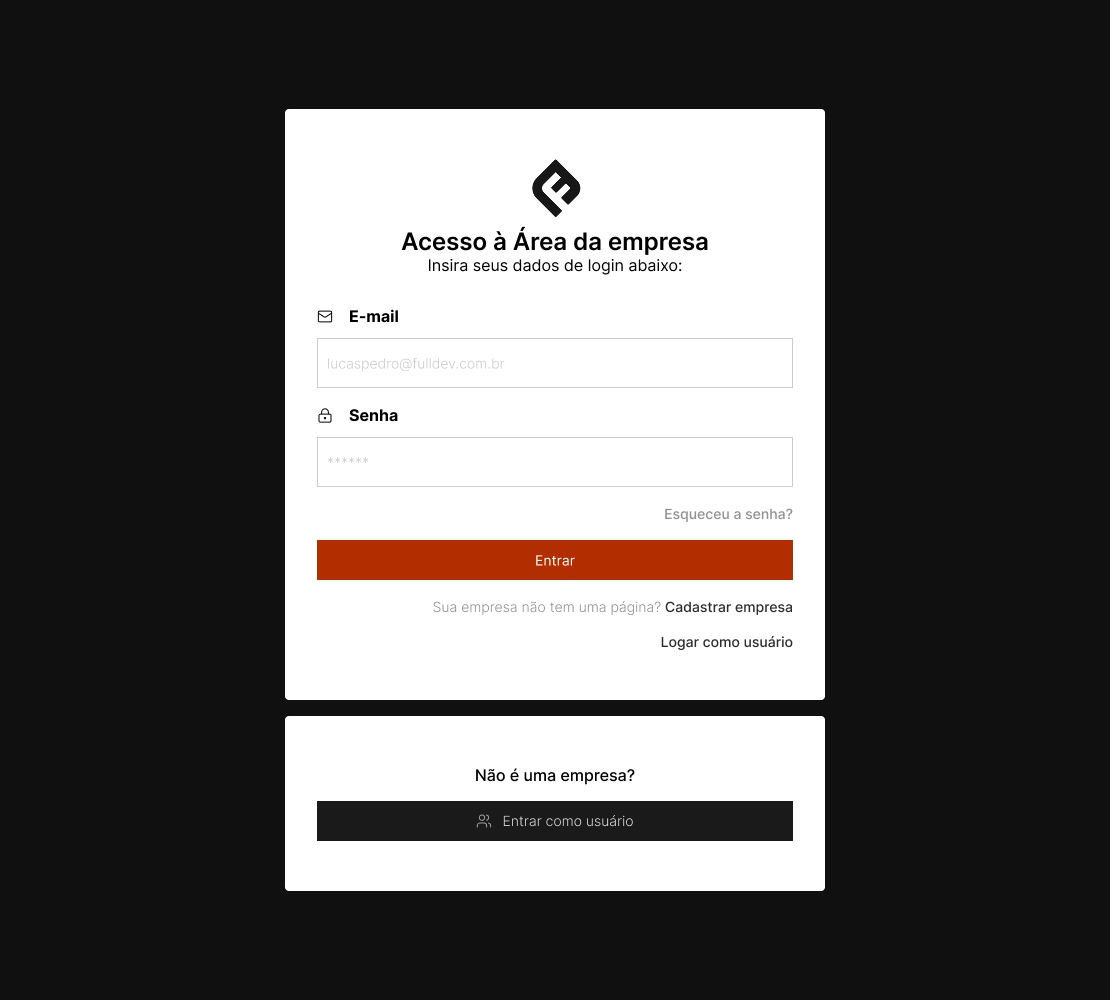 Acesso à Área da empresa
Insira seus dados de login abaixo:
E-mail
lucaspedro@fulldev.com.br
Senha
******
Esqueceu a senha?
Entrar
Sua empresa não tem uma página? Cadastrar empresa
Logar como usuário
Não é uma empresa?
Entrar como usuário